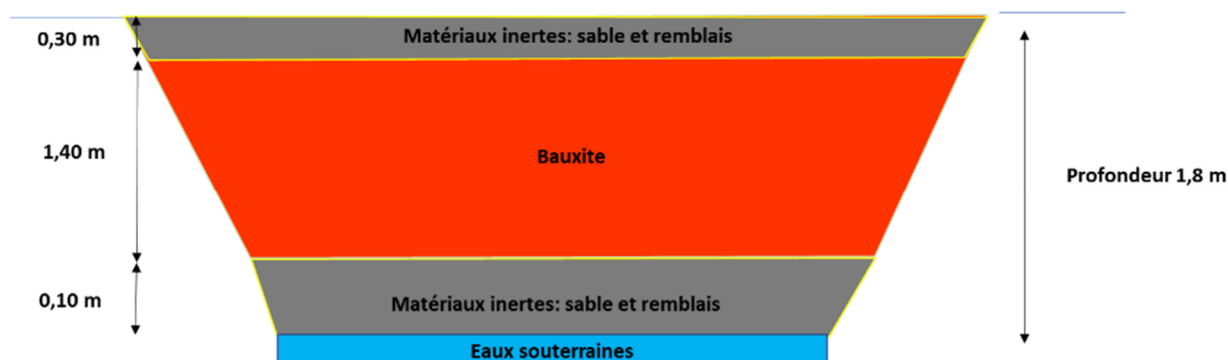 0,30 m
Matériaux inertes: sable et remblais
1,40 m
Bauxite
Profondeur 1,8 m
0,10 m
Matériaux inertes: sable et remblais
Eaux souterraines